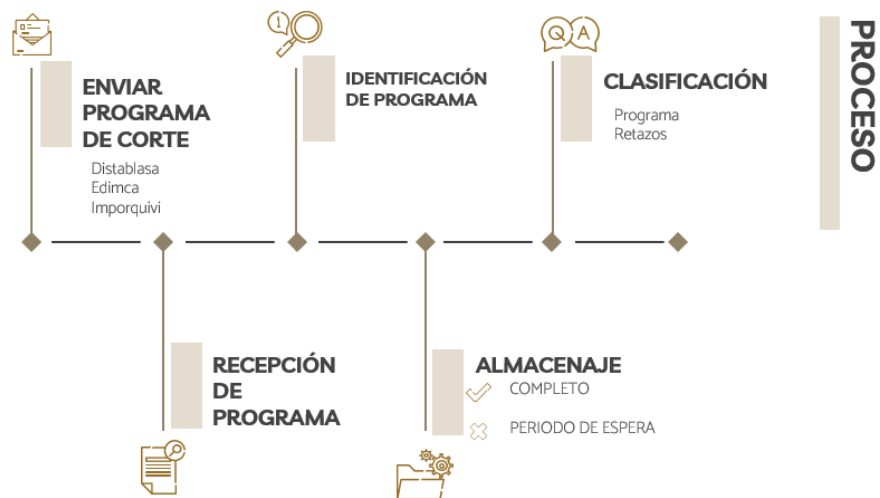 ENVIAR
PROGRAMA
DE CORTE
Distablasa
Edimca
Imporquivi
RECEPCIÓN
DE
PROGRAMA
IDENTIFICACIÓN
DE PROGRAMA
ALMACENAJE
COMPLETO
PERIODO DE ESPERA
QA
CLASIFICACIÓN
Programa
Retazos
PROCESO